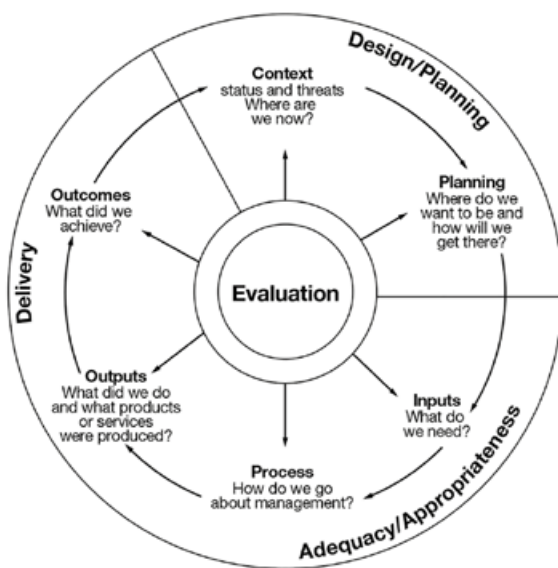 Design/Planning
Context
status and threats
Where are
we now?
Planning
Where do we
want to be and
how will we
get there?
Inputs
What do
we need?
Adequacy/Appropriateness
Process
How do we go
about management?
Outputs
What did we do
and what products
or services
were produced?
Delivery
Outcomes
What did we
achieve?
Evaluation